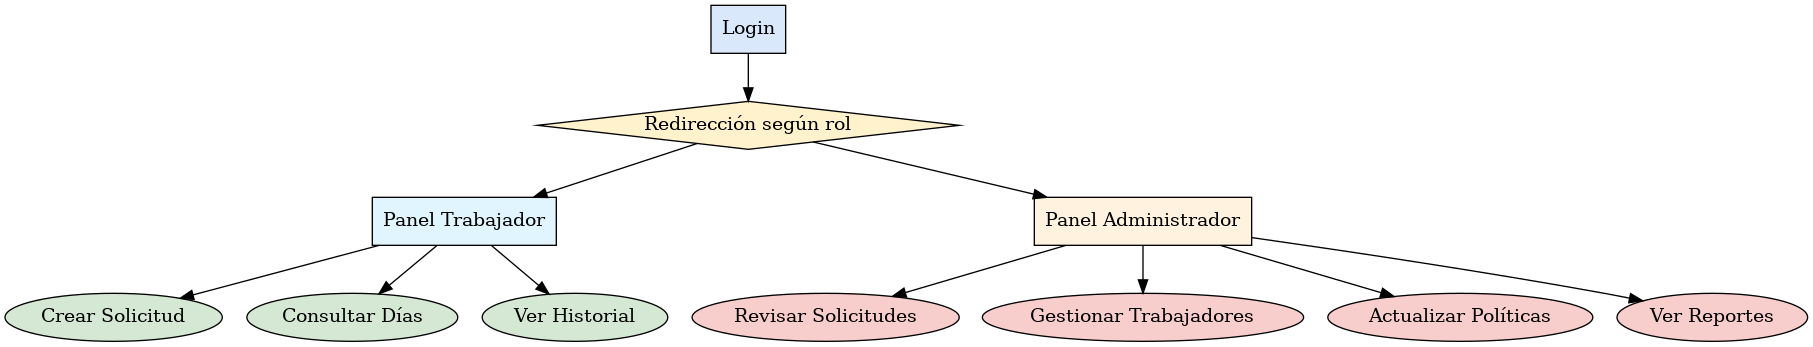 Login
Redirección según rol
Panel Trabajador
Panel Administrador
Crear Solicitud
Consultar Días
Ver Historial
Revisar Solicitudes
Gestionar Trabajadores
Actualizar Políticas
Ver Reportes